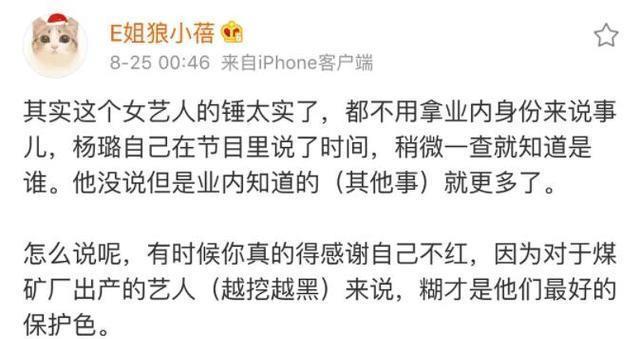 E姐狼小蓓
8-25 00:46 来自iPhone客户端
其实这个女艺人的锤太实了，都不用拿业内身份来说事
儿，杨璐自己在节目里说了时间，稍微一查就知道是
谁。他没说但是业内知道的（其他事）就更多了。
怎么说呢，有时候你真的得感谢自己不红，因为对于煤
矿厂出产的艺人（越挖越黑）来说，糊才是他们最好的
保护色。